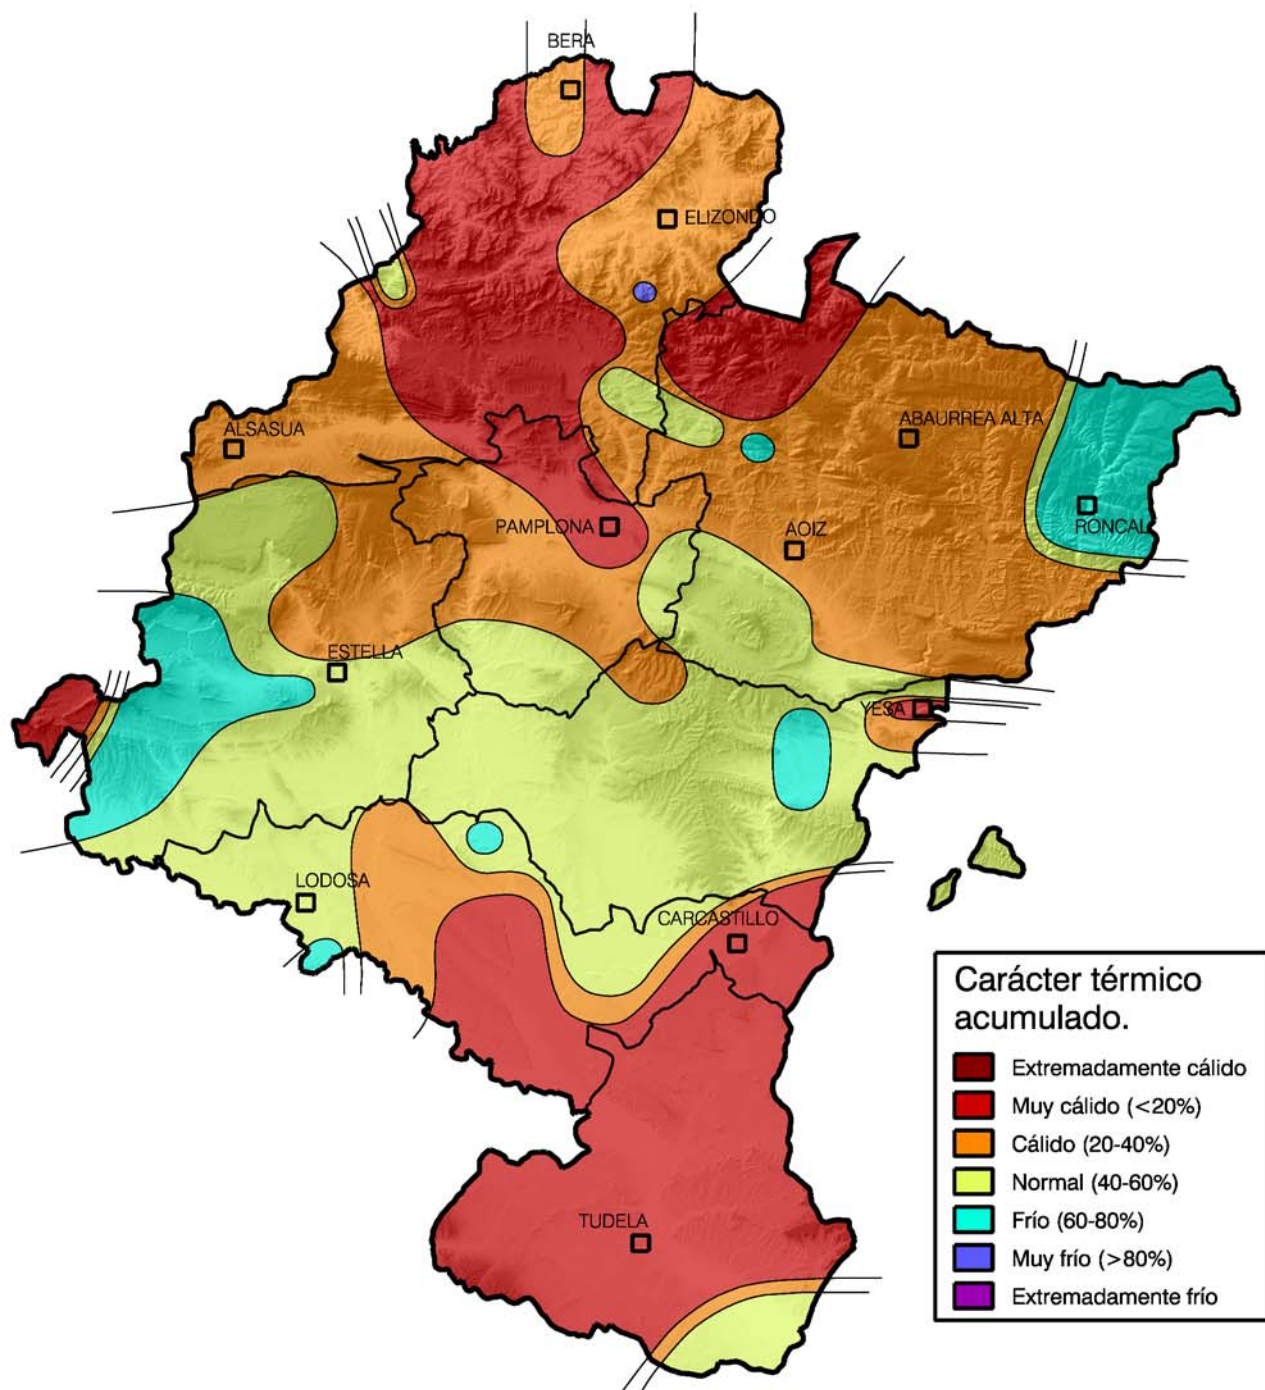 BERA
ELIZONDO
ALSASUA
ABAURREA ALTA
PAMPLONA
AOIZ
RONCAL
ESTELLA
YESA
LODOSA
CARCASTILLO
TUDELA
Carácter térmico
acumulado.
Extremadamente cálido
Muy cálido (<20%)
Cálido (20-40%)
Normal (40-60%)
Frío (60-80%)
Muy frío (>80%)
Extremadamente frío